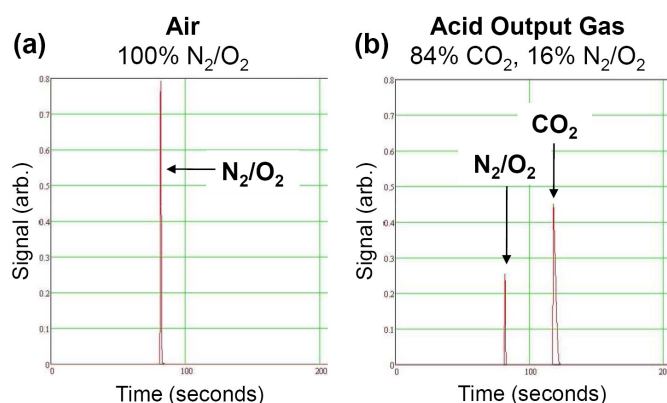 (a)
Air
100% N₂/O₂
Signal (arb.)
0.8
0.7
0.6
0.5
0.4
0.3
0.2
0.1
0
N₂/O₂
0
100
200
Time (seconds)
(b)
Acid Output Gas
84% CO₂, 16% N₂/O₂
Signal (arb.)
0.8
0.7
0.6
0.5
0.4
0.3
0.2
0.1
0
CO₂
N₂/O₂
0
100
200
Time (seconds)